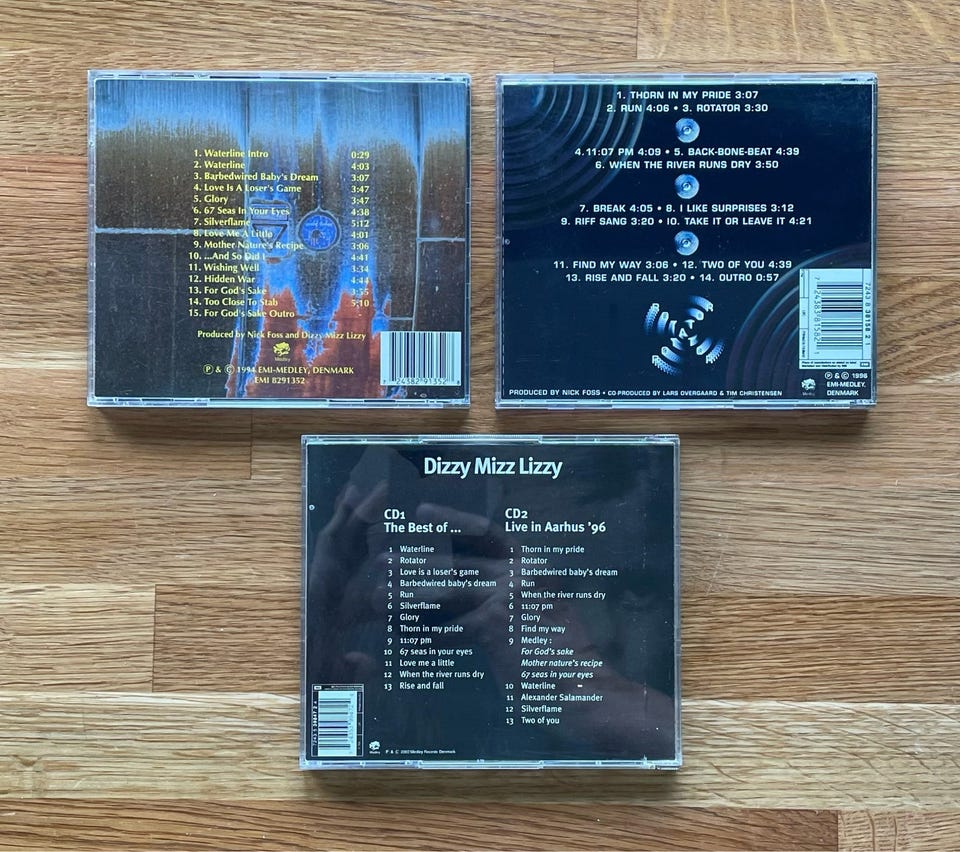 1. Waterline Intro 0:29
2. Waterline 4:03
3. Barbedwired Baby's Dream 3:07
4. Love Is A Loser's Game 3:47
5. Glory 3:47
6. 67 Seas In Your Eyes 4:38
7. Silverflame 5:12
8. Love Me A Little 4:01
9. Mother Nature's Recipe 3:06
10. ...And So Did I 4:41
11. Wishing Well 3:34
12. Hidden War 4:44
13. For God's Sake 3:55
14. Too Close To Stab 5:10
15. For God's Sake Outro
Produced by Nick Foss and Dizzy Mizz Lizzy
Medley
℗ & © 1994 EMI-MEDLEY, DENMARK
EMI 8291352
1. THORN IN MY PRIDE 3:07
2. RUN 4:06 • 3. ROTATOR 3:30
4. 11:07 PM 4:09 • 5. BACK-BONE-BEAT 4:39
6. WHEN THE RIVER RUNS DRY 3:50
7. BREAK 4:05 • 8. I LIKE SURPRISES 3:12
9. RIFF SANG 3:20 • 10. TAKE IT OR LEAVE IT 4:21
11. FIND MY WAY 3:06 • 12. TWO OF YOU 4:39
13. RISE AND FALL 3:20 • 14. OUTRO 0:57
7243 8 38158 2
7 24383 81582 1
PRODUCED BY NICK FOSS • CO-PRODUCED BY LARS OVERGAARD & TIM CHRISTENSEN
Medley
℗ & © 1996
EMI-MEDLEY,
DENMARK
Dizzy Mizz Lizzy
CD1
The Best of ...
1 Waterline
2 Rotator
3 Love is a loser's game
4 Barbedwired baby's dream
5 Run
6 Silverflame
7 Glory
8 Thorn in my pride
9 11:07 pm
10 67 seas in your eyes
11 Love me a little
12 When the river runs dry
13 Rise and fall
CD2
Live in Aarhus '96
1 Thorn in my pride
2 Rotator
3 Barbedwired baby's dream
4 Run
5 When the river runs dry
6 11:07 pm
7 Glory
8 Find my way
9 Medley :
For God's sake
Mother nature's recipe
67 seas in your eyes
10 Waterline
11 Alexander Salamander
12 Silverflame
13 Two of you
Medley
℗ & © 2002 Medley Records Denmark